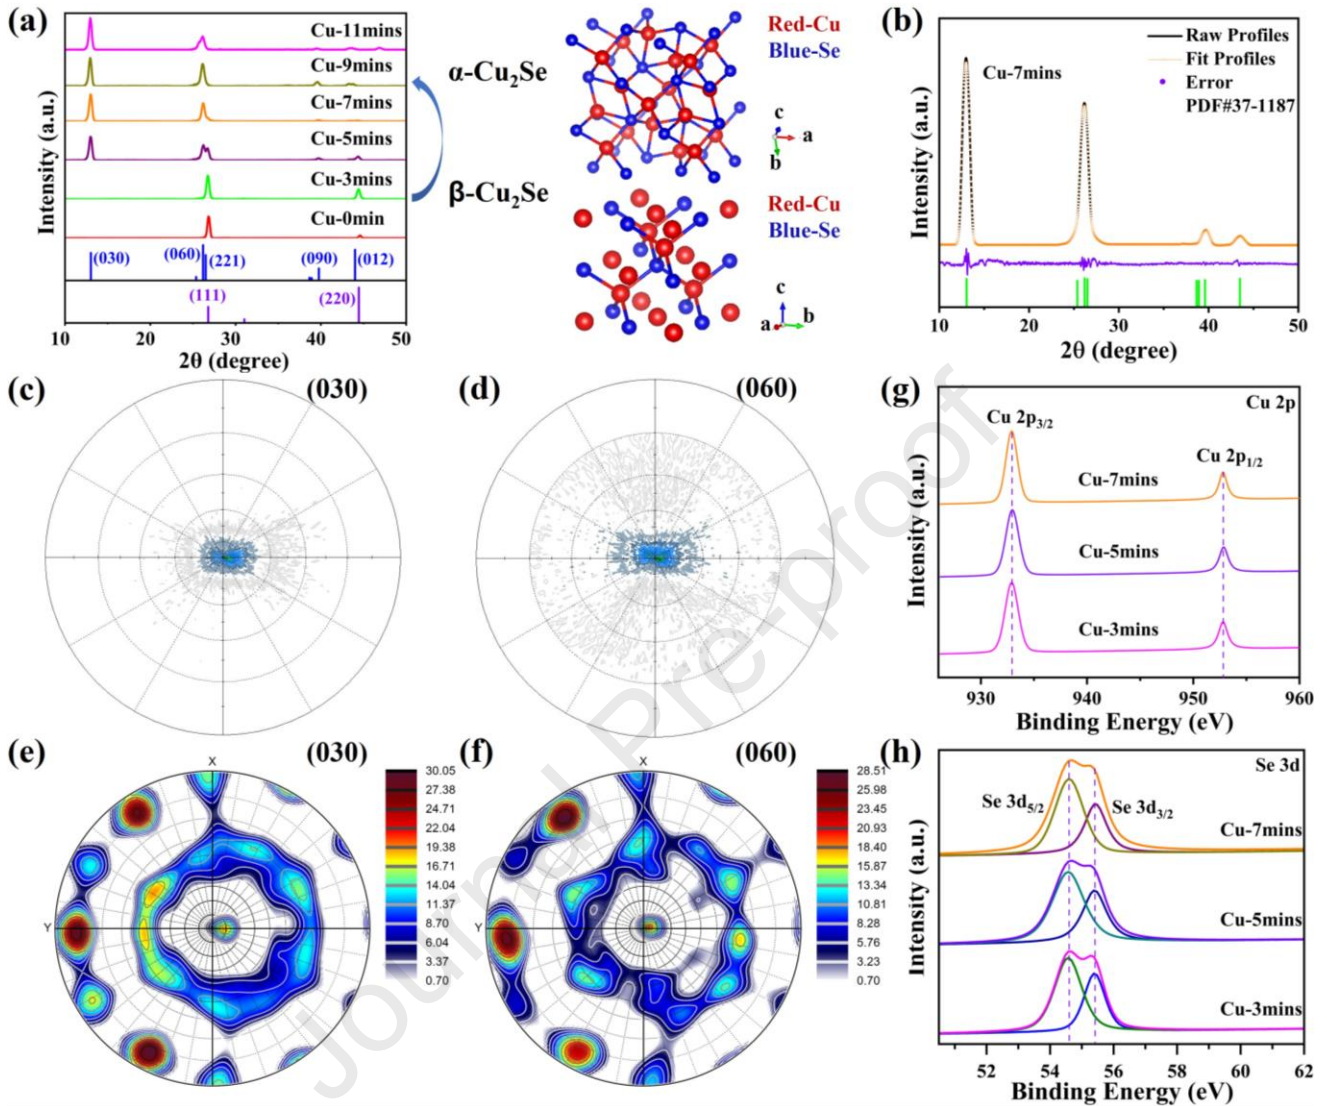 (a)
Cu-11mins
Cu-9mins
Cu-7mins
Cu-5mins
Cu-3mins
Cu-0min
(030)
(060)
(221)
(090)
(012)
(111)
(220)
10 20 30 40 50
2θ (degree)
Intensity (a.u.)
α-Cu₂Se
β-Cu₂Se
Red-Cu
Blue-Se
c
a
b
Red-Cu
Blue-Se
c
b
a
(b)
Cu-7mins
Raw Profiles
Fit Profiles
Error
PDF#37-1187
Intensity (a.u.)
10 20 30 40 50
2θ (degree)
(c)
(030)
(d)
(060)
(g)
Cu 2p
Cu 2p₃/₂
Cu 2p₁/₂
Cu-7mins
Cu-5mins
Cu-3mins
Intensity (a.u.)
930 940 950 960
Binding Energy (eV)
(e)
(030)
X
Y
30.05
27.38
24.71
22.04
19.38
16.71
14.04
11.37
8.70
6.04
3.37
0.70
(f)
(060)
X
Y
28.51
25.98
23.45
20.93
18.40
15.87
13.34
10.81
8.28
5.76
3.23
0.70
(h)
Se 3d
Se 3d₅/₂
Se 3d₃/₂
Cu-7mins
Cu-5mins
Cu-3mins
Intensity (a.u.)
52 54 56 58 60 62
Binding Energy (eV)
Journal Pre-proof